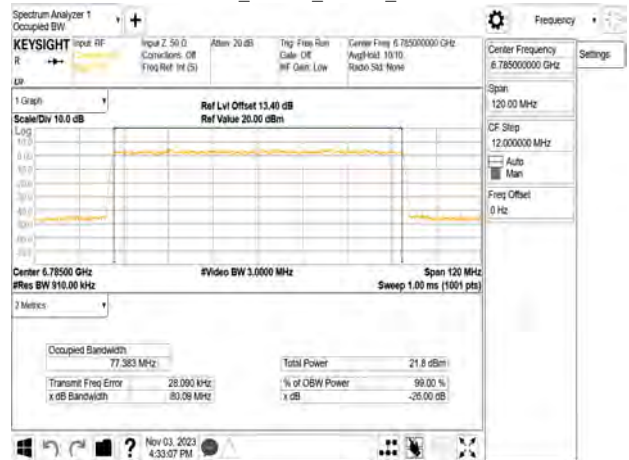 Spectrum Analyzer 1
Occupied BW
Frequency
KEYSIGHT Input: RF
R
Input Z: 50 Ω
Corrections: Off
Freq Ref: Int (S)
Atten: 20 dB
Trig: Free Run
Gate: Off
#IF Gain: Low
Center Freq: 6.785000000 GHz
Avg|Hold: 10/10
Radio Std: None
Center Frequency
6.785000000 GHz
Settings
Span
120.00 MHz
CF Step
12.000000 MHz
Auto
Man
Freq Offset
0 Hz
1 Graph
Scale/Div 10.0 dB
Ref Lvl Offset 13.40 dB
Ref Value 20.00 dBm
Log
Center 6.78500 GHz
#Res BW 910.00 kHz
#Video BW 3.0000 MHz
Span 120 MHz
Sweep 1.00 ms (1001 pts)
2 Metrics
Occupied Bandwidth
77.383 MHz
Total Power 21.8 dBm
Transmit Freq Error 28.090 kHz
% of OBW Power 99.00 %
x dB Bandwidth 80.09 MHz
x dB -26.00 dB
Nov 03, 2023
4:33:07 PM